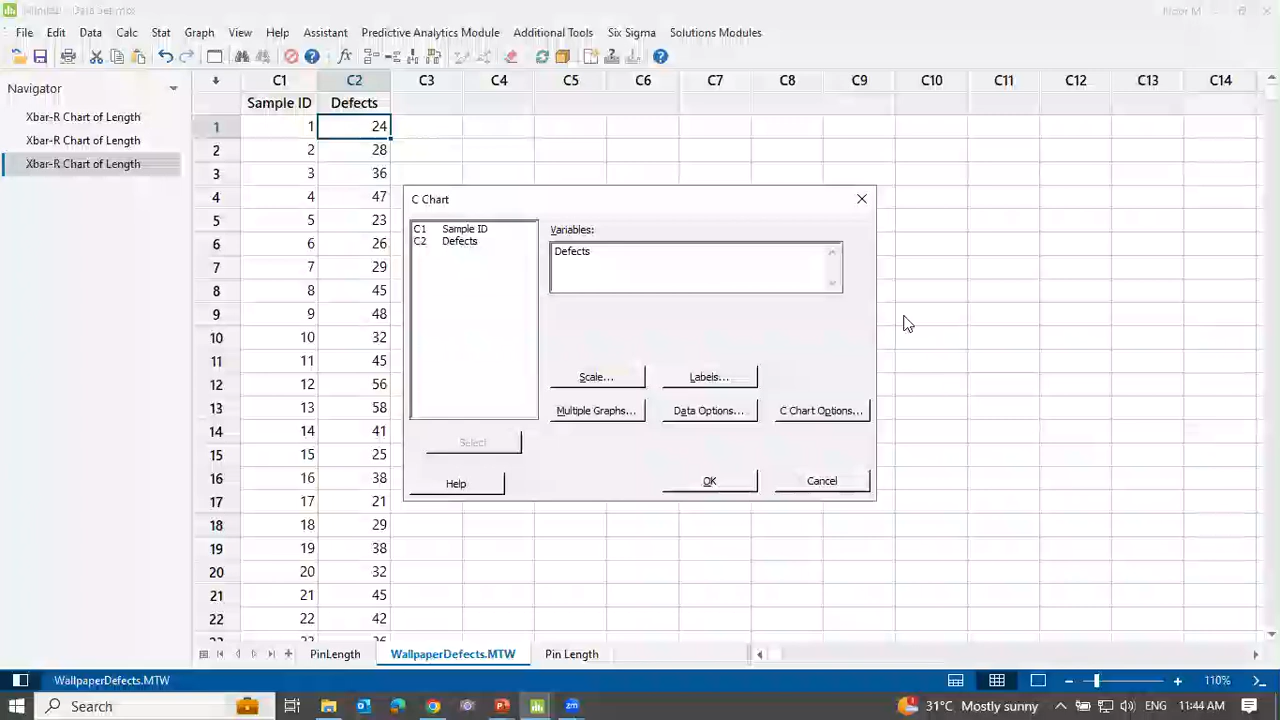 Minitab - Data Set.mpx
Nidar M
File Edit Data Calc Stat Graph View Help Assistant Predictive Analytics Module Additional Tools Six Sigma Solutions Modules
Navigator
Xbar-R Chart of Length
Xbar-R Chart of Length
Xbar-R Chart of Length
C1 C2 C3 C4 C5 C6 C7 C8 C9 C10 C11 C12 C13 C14
Sample ID Defects
1 1 24
2 2 28
3 3 36
4 4 47
5 5 23
6 6 26
7 7 29
8 8 45
9 9 48
10 10 32
11 11 45
12 12 56
13 13 58
14 14 41
15 15 25
16 16 38
17 17 21
18 18 29
19 19 38
20 20 32
21 21 45
22 22 42
C Chart
C1 Sample ID
C2 Defects
Variables:
Defects
Scale... Labels...
Multiple Graphs... Data Options... C Chart Options...
Select
Help OK Cancel
PinLength WallpaperDefects.MTW Pin Length
WallpaperDefects.MTW 110%
Search 31°C Mostly sunny ENG 11:44 AM